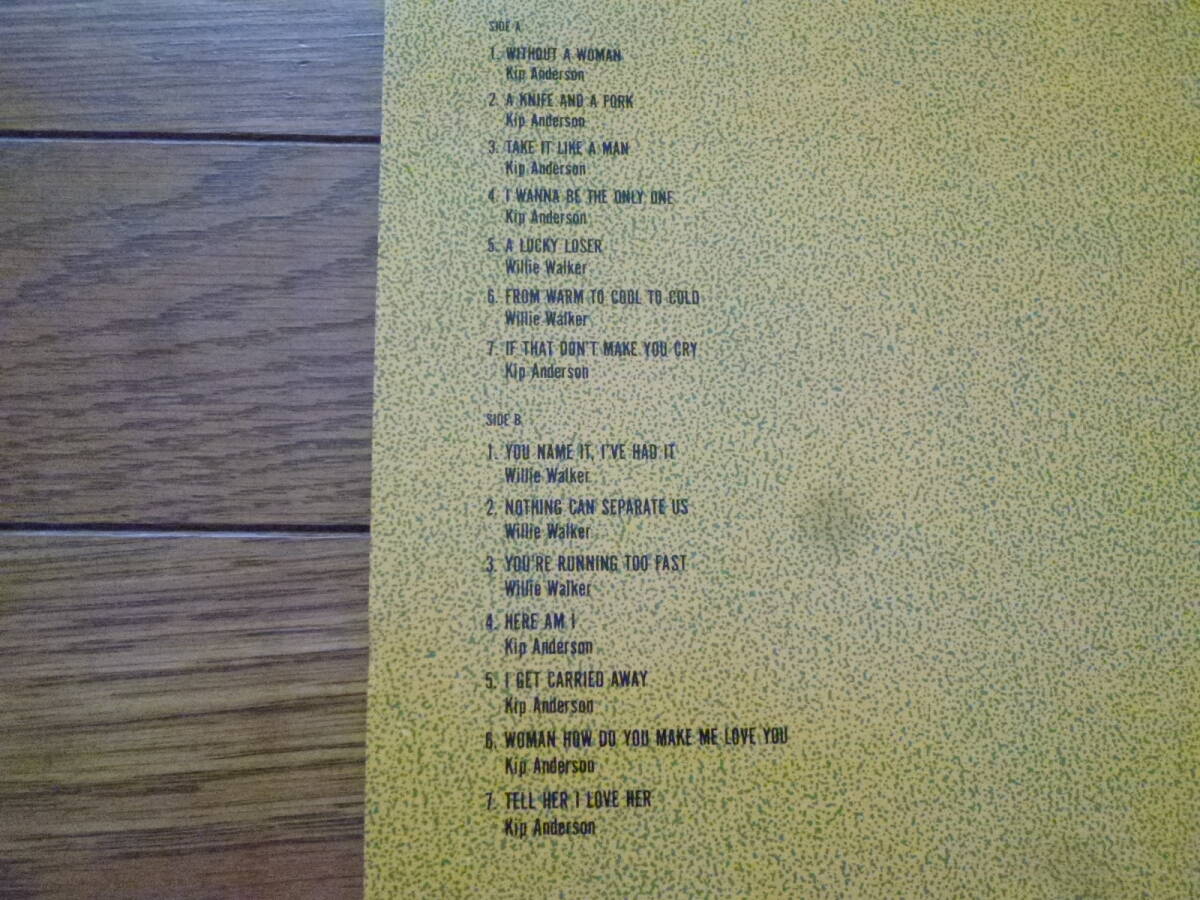 SIDE A
1. WITHOUT A WOMAN
Kip Anderson
2. A KNIFE AND A FORK
Kip Anderson
3. TAKE IT LIKE A MAN
Kip Anderson
4. I WANNA BE THE ONLY ONE
Kip Anderson
5. A LUCKY LOSER
Willie Walker
6. FROM WARM TO COOL TO COLD
Willie Walker
7. IF THAT DON'T MAKE YOU CRY
Kip Anderson
SIDE B
1. YOU NAME IT, I'VE HAD IT
Willie Walker
2. NOTHING CAN SEPARATE US
Willie Walker
3. YOU'RE RUNNING TOO FAST
Willie Walker
4. HERE AM I
Kip Anderson
5. I GET CARRIED AWAY
Kip Anderson
6. WOMAN HOW DO YOU MAKE ME LOVE YOU
Kip Anderson
7. TELL HER I LOVE HER
Kip Anderson